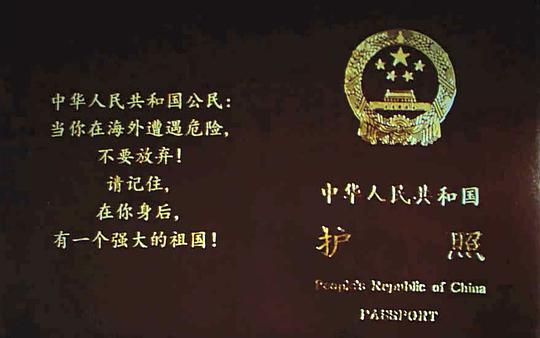 中华人民共和国公民：
当你在海外遭遇危险，
不要放弃！
请记住，
在你身后，
有一个强大的祖国！
中华人民共和国
护 照
People's Republic of China
PASSPORT